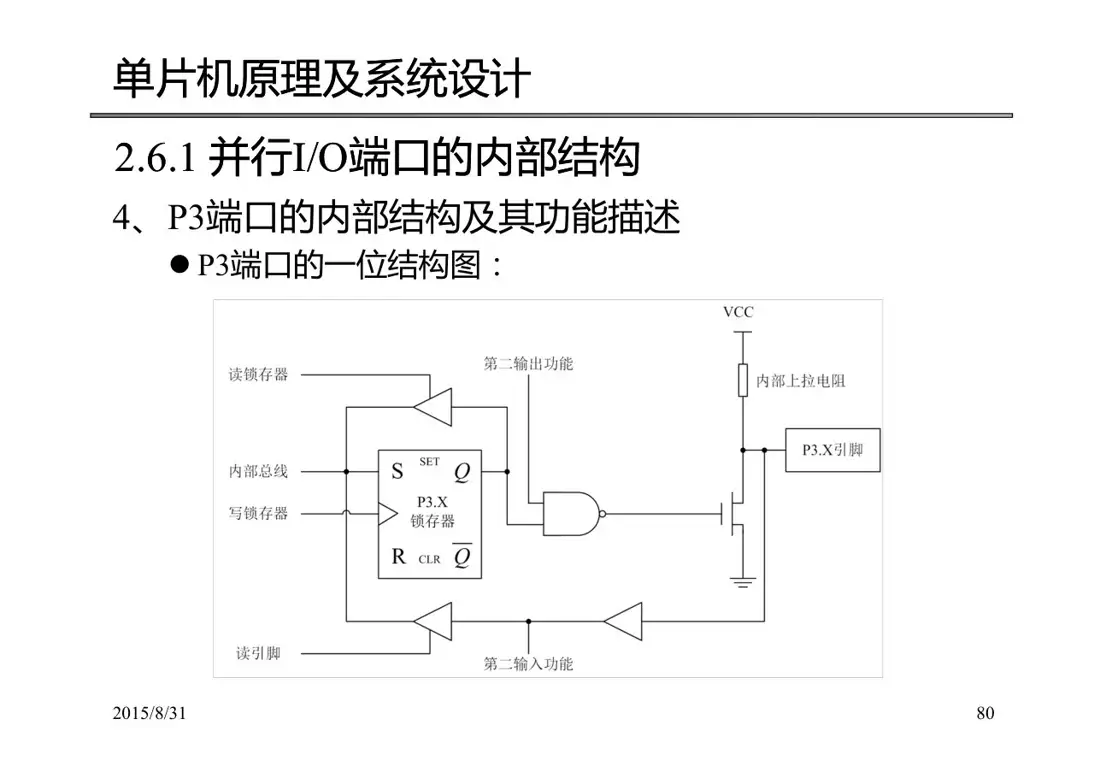 单片机原理及系统设计
2.6.1 并行I/O端口的内部结构
4、P3端口的内部结构及其功能描述
●P3端口的一位结构图：
VCC
读锁存器
第二输出功能
内部上拉电阻
P3.X引脚
内部总线
S SET Q
写锁存器
P3.X
锁存器
R CLR Q̅
读引脚
第二输入功能
2015/8/31
80